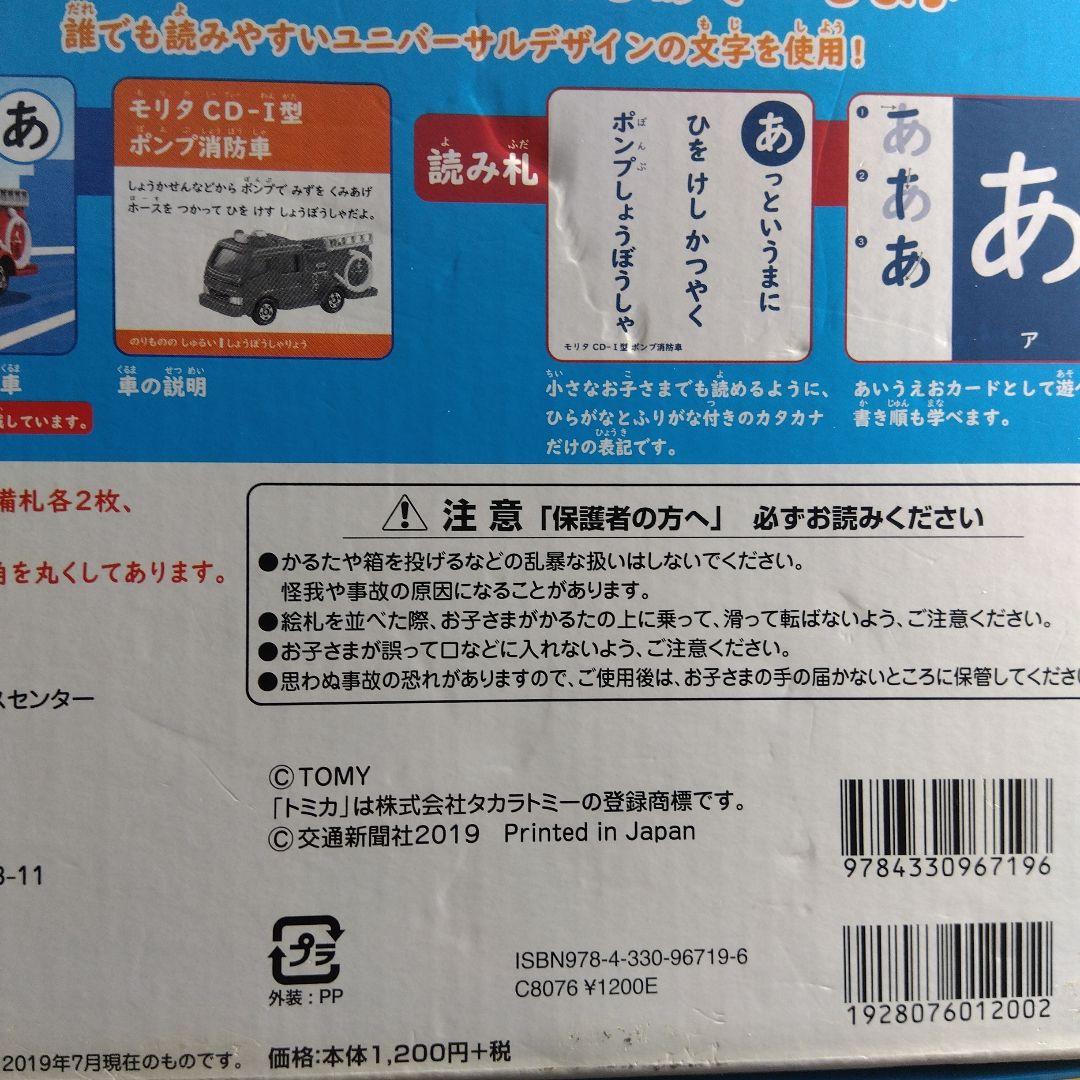 誰でも読みやすいユニバーサルデザインの文字を使用!
あ
モリタ CD-Ⅰ型
ポンプ消防車
しょうかせんなどから ポンプで みずを くみあげ
ホースを つかって ひを けす しょうぼうしゃだよ。
のりものの しゅるい|しょうぼうしゃりょう
車
車の説明
しています。
読み札
あっというまに
ひを けし かつやく
ポンプしょうぼうしゃ
モリタ CD-Ⅰ型 ポンプ消防車
小さなお子さまでも読めるように、
ひらがなとふりがな付きのカタカナ
だけの表記です。
1
2
3
あ
あ
あ
あ
ア
あいうえおカードとして遊べ
書き順も学べます。
備札各2枚、
角を丸くしてあります。
注意「保護者の方へ」 必ずお読みください
●かるたや箱を投げるなどの乱暴な扱いはしないでください。
怪我や事故の原因になることがあります。
●絵札を並べた際、お子さまがかるたの上に乗って、滑って転ばないよう、ご注意ください。
●お子さまが誤って口などに入れないよう、ご注意ください。
●思わぬ事故の恐れがありますので、ご使用後は、お子さまの手の届かないところに保管してくださ
スセンター
©TOMY
「トミカ」は株式会社タカラトミーの登録商標です。
©交通新聞社2019 Printed in Japan
3-11
9784330967196
プラ
外装:PP
ISBN978-4-330-96719-6
C8076 ¥1200E
1928076012002
2019年7月現在のものです。
価格:本体1,200円+税